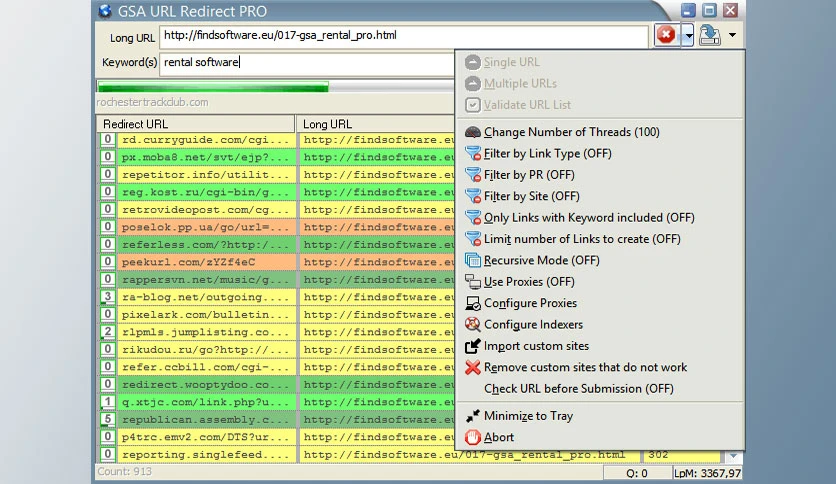 GSA URL Redirect PRO
Long URL http://findsoftware.eu/017-gsa_rental_pro.html
Keyword(s) rental software
rochestertrackclub.com
Redirect URL Long URL
0 rd.curryguide.com/cgi... http://findsoftware.eu
0 px.moba8.net/svt/ejp?... http://findsoftware.eu
0 repetitor.info/utilit... http://findsoftware.eu
0 reg.kost.ru/cgi-bin/g... http://findsoftware.eu
0 retrovideopost.com/cg... http://findsoftware.eu
0 poselok.pp.ua/go/url=... http://findsoftware.eu
0 referless.com/?http:/... http://findsoftware.eu
0 peekurl.com/zYZf4eC http://findsoftware.eu
0 rappersvn.net/music/g... http://findsoftware.eu
3 ra-blog.net/outgoing... http://findsoftware.eu
0 pixelark.com/bulletin... http://findsoftware.eu
2 rlpmls.jumplisting.co... http://findsoftware.eu
0 rikudou.ru/go?http://... http://findsoftware.eu
0 refer.ccbill.com/cgi-... http://findsoftware.eu
0 redirect.wooptydoo.co... http://findsoftware.eu
1 q.xtjc.com/link.php?u... http://findsoftware.eu
5 republican.assembly.c... http://findsoftware.eu
0 p4trc.emv2.com/DTS?ur... http://findsoftware.eu
0 reporting.singlefeed... http://findsoftware.eu/017-gsa_rental_pro.html 302
Single URL
Multiple URLs
Validate URL List
Change Number of Threads (100)
Filter by Link Type (OFF)
Filter by PR (OFF)
Filter by Site (OFF)
Only Links with Keyword included (OFF)
Limit number of Links to create (OFF)
Recursive Mode (OFF)
Use Proxies (OFF)
Configure Proxies
Configure Indexers
Import custom sites
Remove custom sites that do not work
Check URL before Submission (OFF)
Minimize to Tray
Abort
Count: 913 Q: 0 LpM: 3367,97